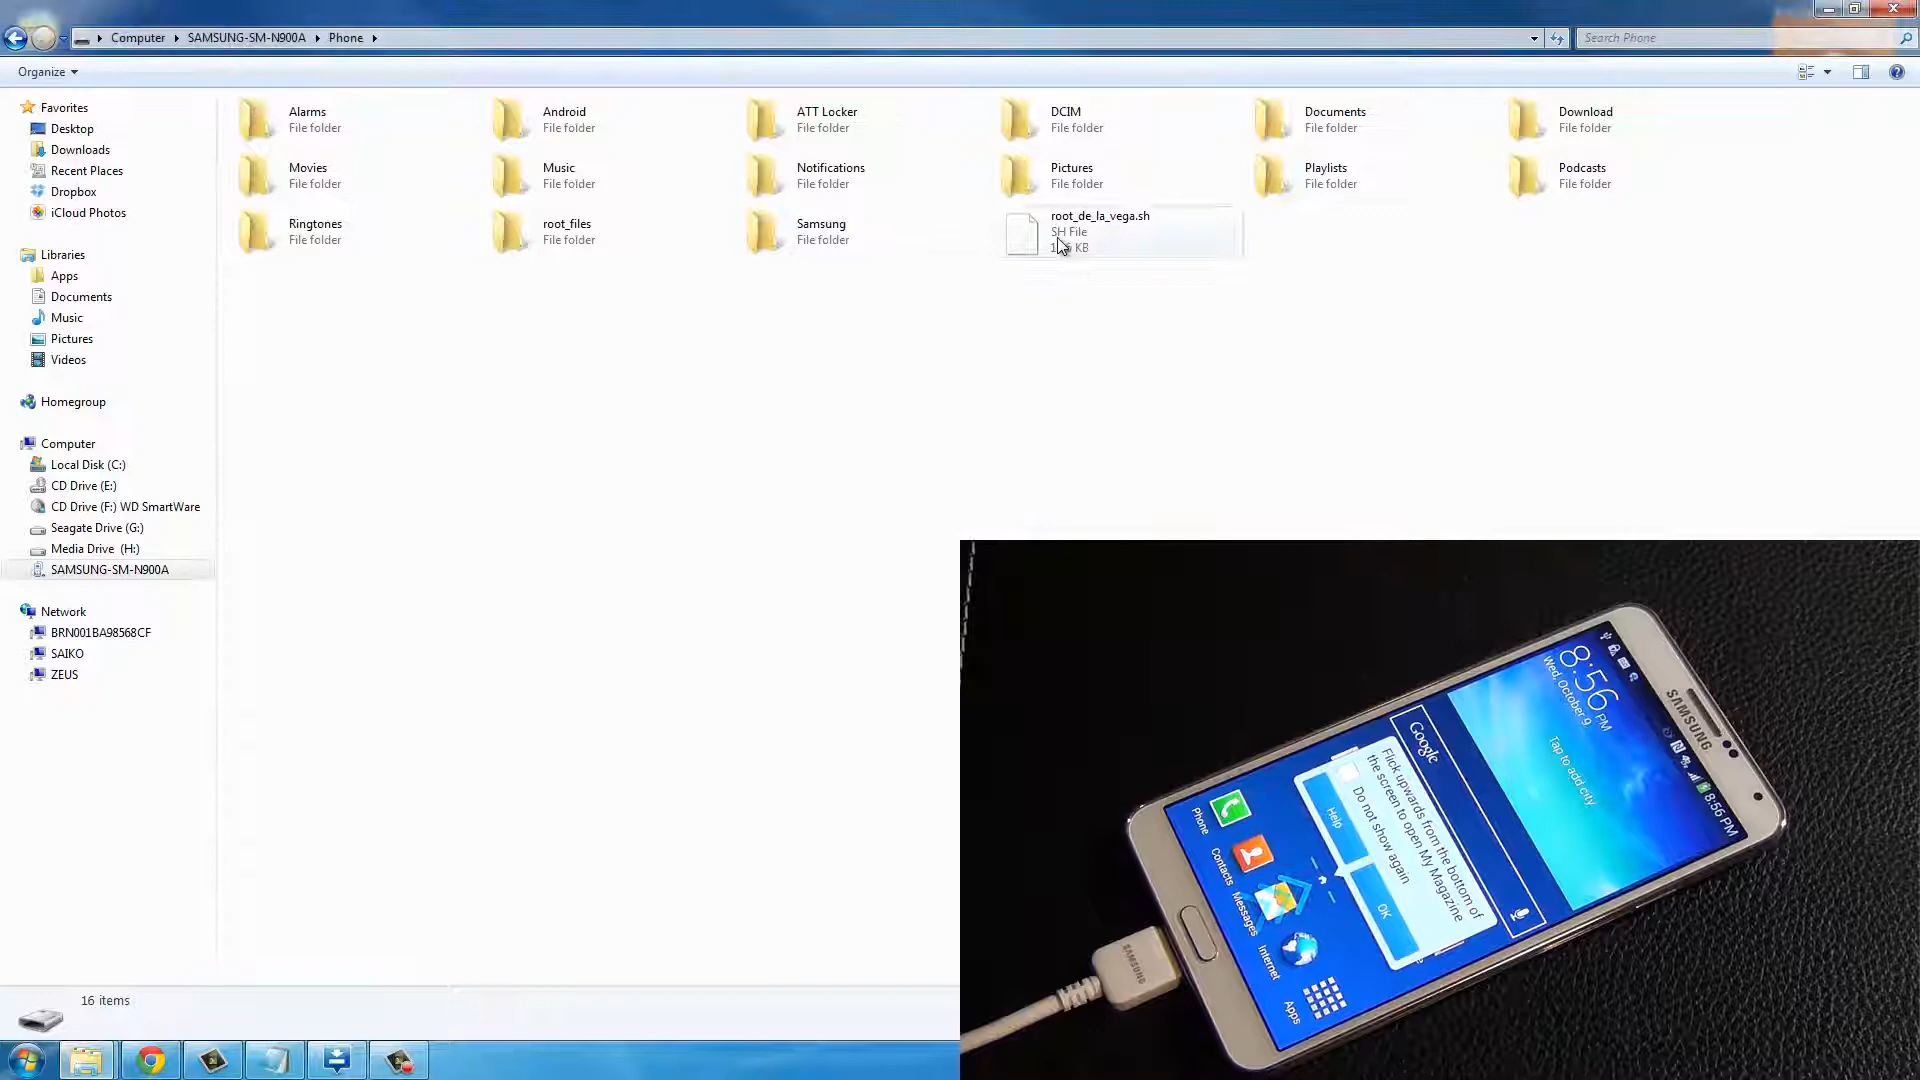 Computer SAMSUNG-SM-N900A Phone
Search Phone
Organize
Favorites
Desktop
Downloads
Recent Places
Dropbox
iCloud Photos
Libraries
Apps
Documents
Music
Pictures
Videos
Homegroup
Computer
Local Disk (C:)
CD Drive (E:)
CD Drive (F:) WD SmartWare
Seagate Drive (G:)
Media Drive (H:)
SAMSUNG-SM-N900A
Network
BRN001BA98568CF
SAIKO
ZEUS
Alarms
File folder
Android
File folder
ATT Locker
File folder
DCIM
File folder
Documents
File folder
Download
File folder
Movies
File folder
Music
File folder
Notifications
File folder
Pictures
File folder
Playlists
File folder
Podcasts
File folder
Ringtones
File folder
root_files
File folder
Samsung
File folder
root_de_la_vega.sh
SH File
KB
16 items
SAMSUNG
8:56 PM
8:56 PM
Wed, October 9
Tap to add city
Google
Flick upwards from the bottom of
the screen to open My Magazine
Do not show again
Help
OK
Phone
Contacts
Messages
Internet
Apps
SAMSUNG